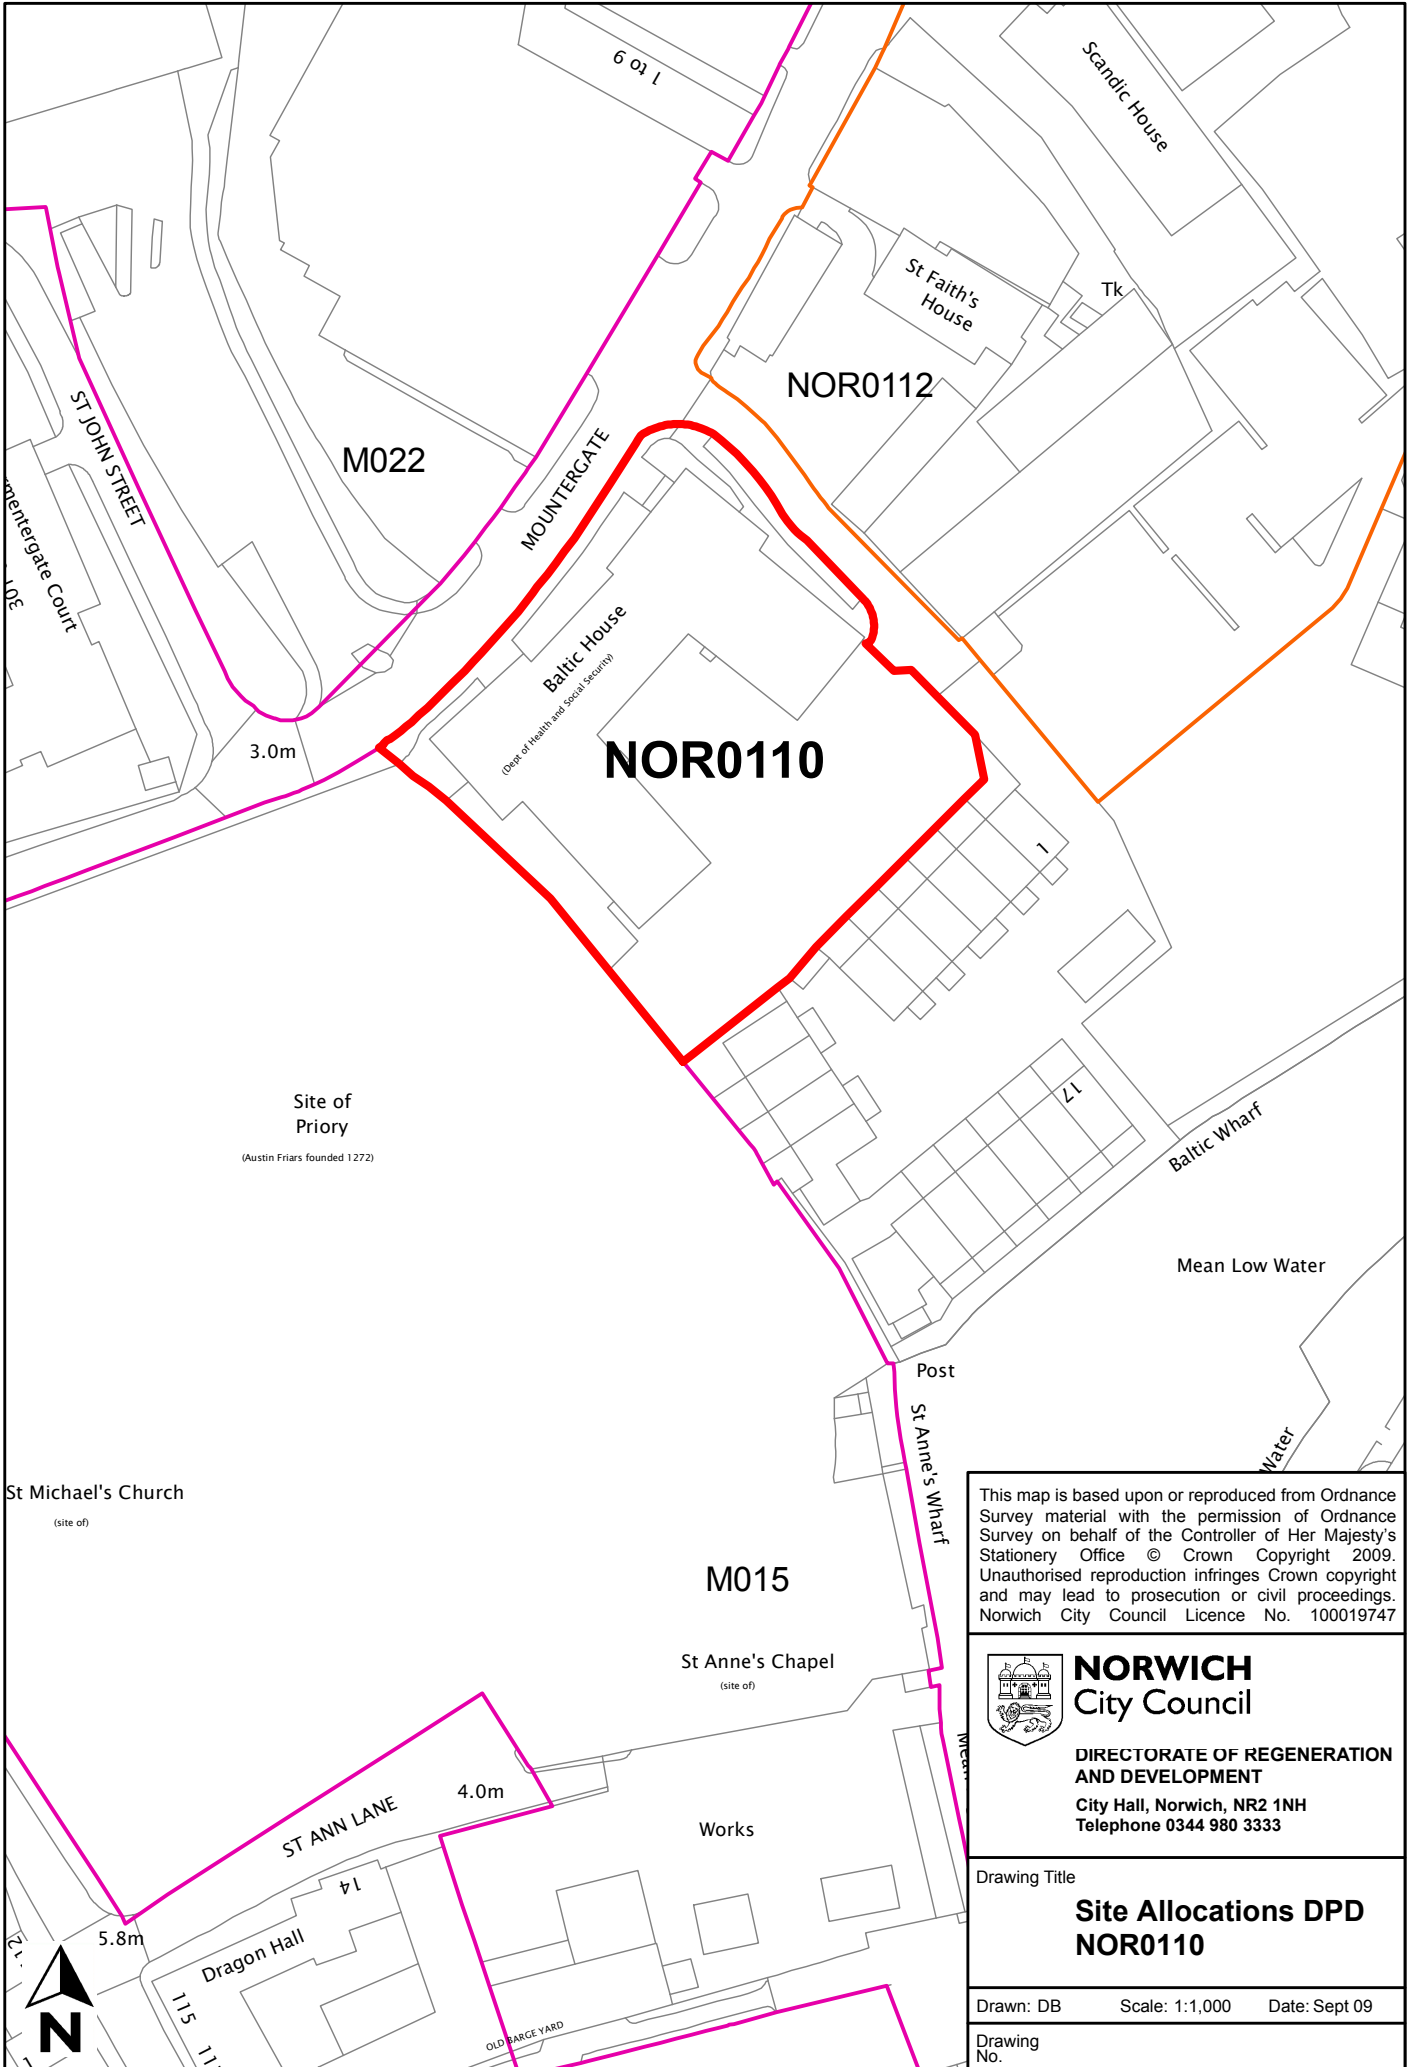 1 to 9
Scandic House
St Faith's
House
Tk
NOR0112
ST JOHN STREET
M022
MOUNTERGATE
mentergate Court
Baltic House
(Dept of Health and Social Security)
NOR0110
3.0m
1
Site of
Priory
(Austin Friars founded 1272)
17
Baltic Wharf
Mean Low Water
Post
St Anne's Wharf
Water
St Michael's Church
(site of)
M015
St Anne's Chapel
(site of)
Mean
ST ANN LANE
4.0m
Works
14
Dragon Hall
5.8m
115
OLD BARGE YARD
N
This map is based upon or reproduced from Ordnance
Survey material with the permission of Ordnance
Survey on behalf of the Controller of Her Majesty's
Stationery Office © Crown Copyright 2009.
Unauthorised reproduction infringes Crown copyright
and may lead to prosecution or civil proceedings.
Norwich City Council Licence No. 100019747
NORWICH
City Council
DIRECTORATE OF REGENERATION
AND DEVELOPMENT
City Hall, Norwich, NR2 1NH
Telephone 0344 980 3333
Drawing Title
Site Allocations DPD
NOR0110
Drawn: DB Scale: 1:1,000 Date: Sept 09
Drawing
No.